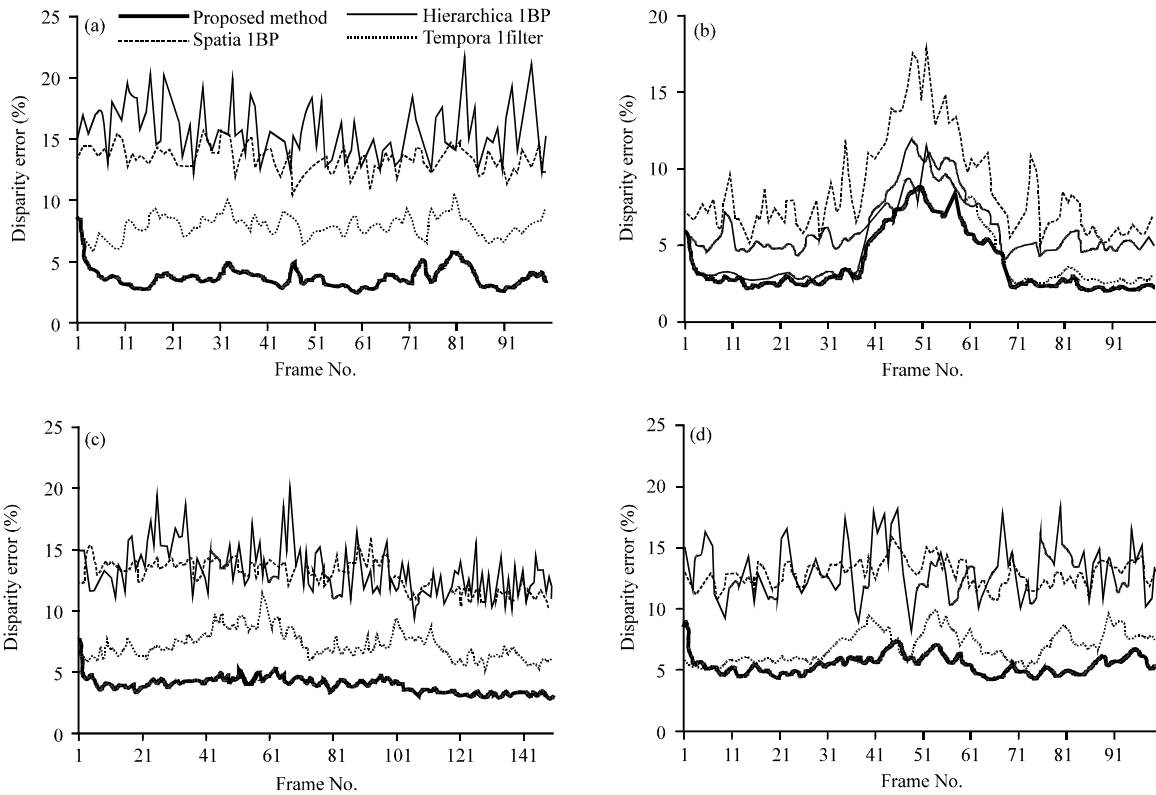 25
20
15
10
5
0
Disparity error (%)
(a)
Proposed method
Hierarchica 1BP
Spatia 1BP
Tempora 1filter
1 11 21 31 41 51 61 71 81 91
Frame No.
20
15
10
5
0
Disparity error (%)
(b)
1 11 21 31 41 51 61 71 81 91
Frame No.
25
20
15
10
5
0
Disparity error (%)
(c)
1 21 41 61 81 101 121 141
Frame No.
25
20
15
10
5
0
Disparity error (%)
(d)
1 11 21 31 41 51 61 71 81 91
Frame No.